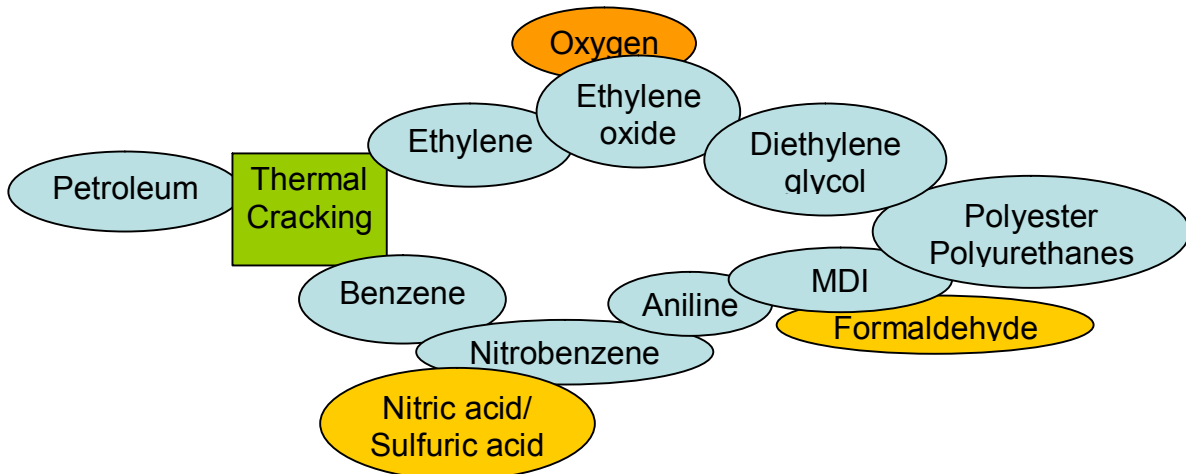 Oxygen
Ethylene
oxide
Ethylene
Diethylene
glycol
Petroleum
Thermal
Cracking
Polyester
Polyurethanes
Benzene
Aniline
MDI
Formaldehyde
Nitrobenzene
Nitric acid/
Sulfuric acid